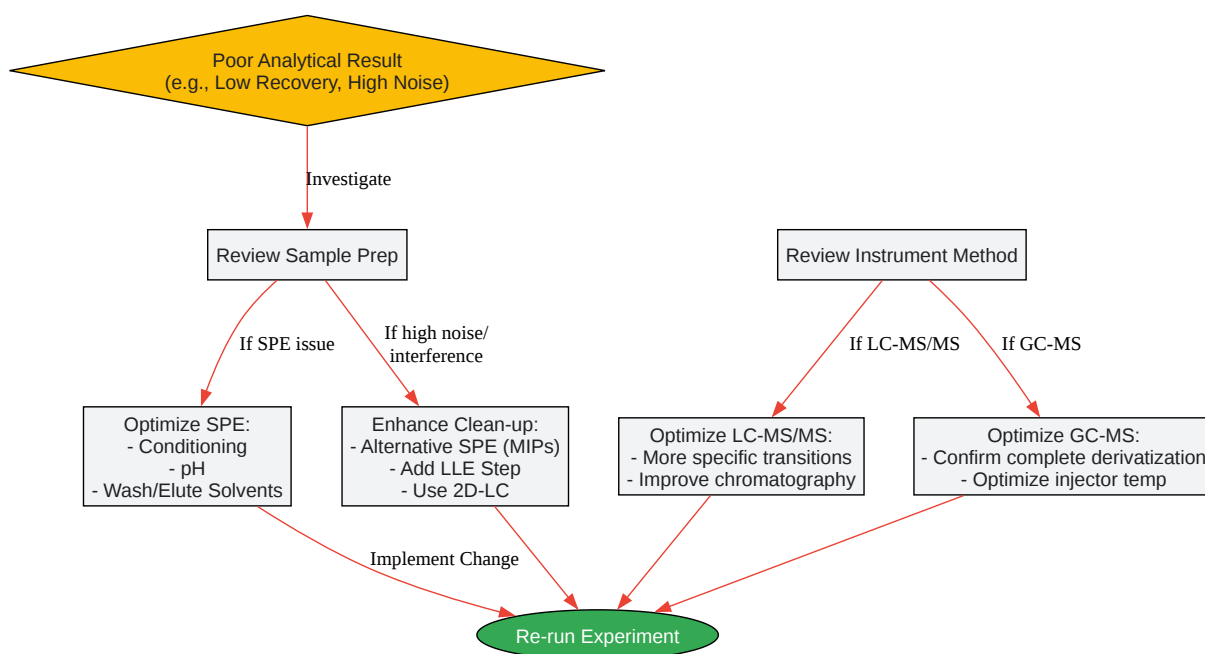 Poor Analytical Result
(e.g., Low Recovery, High Noise)
Investigate
Review Sample Prep
Review Instrument Method
If SPE issue
If high noise/
interference
If LC-MS/MS
If GC-MS
Optimize SPE:
- Conditioning
- pH
- Wash/Elute Solvents
Enhance Clean-up:
- Alternative SPE (MIPs)
- Add LLE Step
- Use 2D-LC
Optimize LC-MS/MS:
- More specific transitions
- Improve chromatography
Optimize GC-MS:
- Confirm complete derivatization
- Optimize injector temp
Implement Change
Re-run Experiment